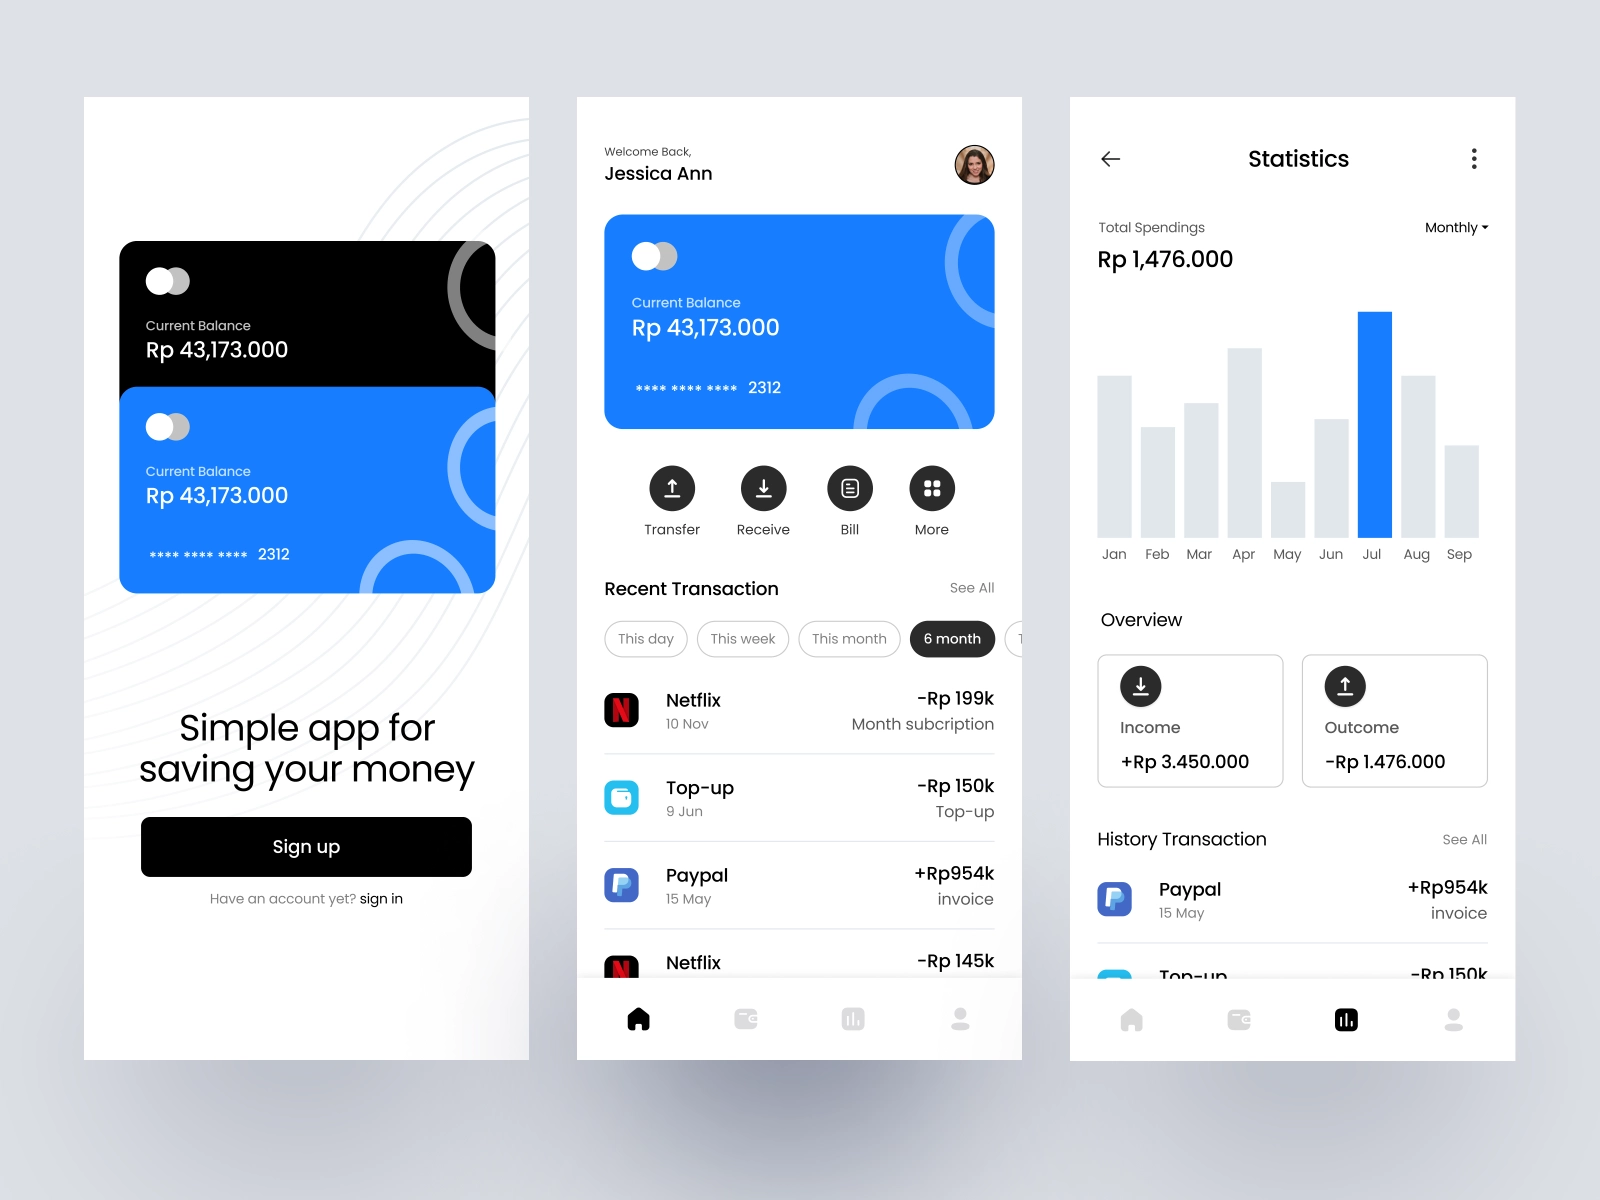 Current Balance
Rp 43,173.000
Current Balance
Rp 43,173.000
**** **** **** 2312
Simple app for
saving your money
Sign up
Have an account yet? sign in
Welcome Back,
Jessica Ann
Current Balance
Rp 43,173.000
**** **** **** 2312
Transfer Receive Bill More
Recent Transaction See All
This day This week This month 6 month T
Netflix -Rp 199k
10 Nov Month subcription
Top-up -Rp 150k
9 Jun Top-up
Paypal +Rp954k
15 May invoice
Netflix -Rp 145k
Statistics
Total Spendings Monthly
Rp 1,476.000
Jan Feb Mar Apr May Jun Jul Aug Sep
Overview
Income Outcome
+Rp 3.450.000 -Rp 1.476.000
History Transaction See All
Paypal +Rp954k
15 May invoice
Top-up -Rp 150k